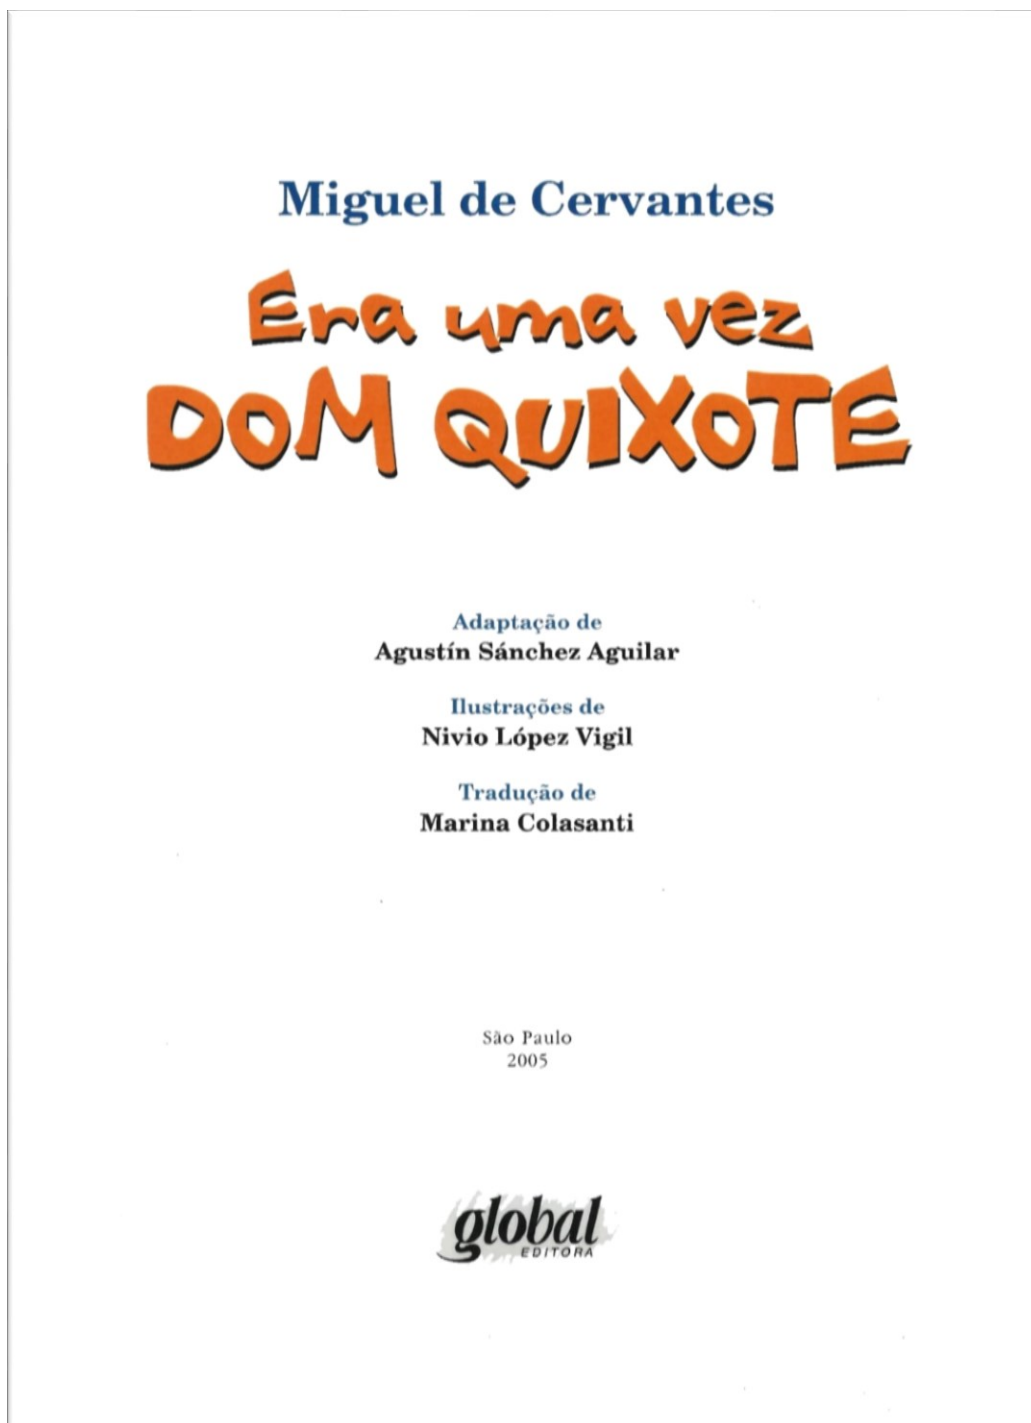 Miguel de Cervantes
Era uma vez
DOM QUIXOTE
Adaptação de
Agustín Sánchez Aguilar
Ilustrações de
Nivio López Vigil
Tradução de
Marina Colasanti
São Paulo
2005
global
EDITORA